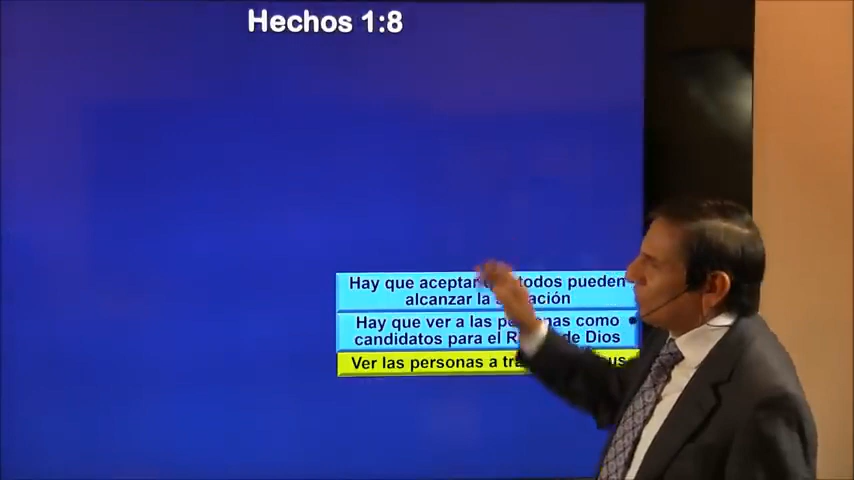 Hechos 1:8
Hay que aceptar todos pueden
alcanzar la
Hay que ver a las como
candidatos para el de Dios
Ver las personas a